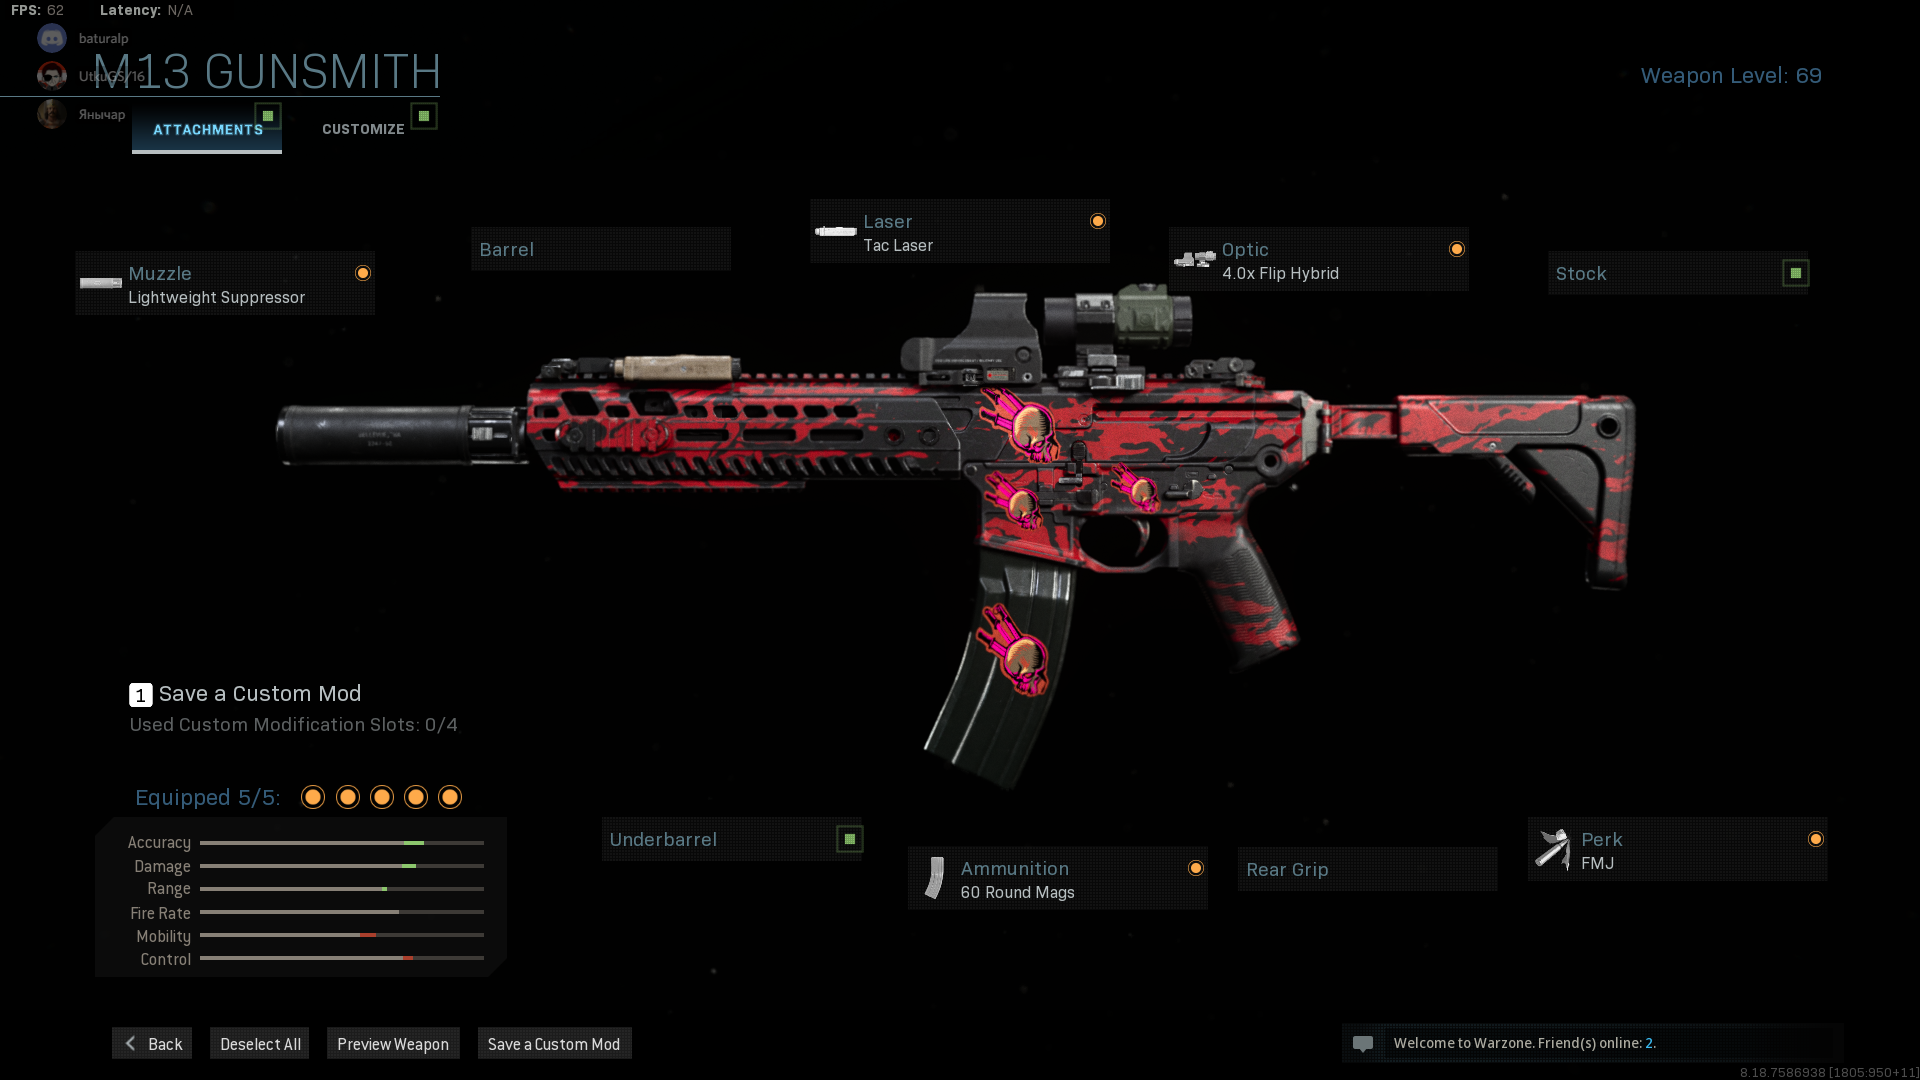 FPS: 62 Latency: N/A
baturalp
M13 GUNSMITH
UtkuGS/16
Weapon Level: 69
Янычар
ATTACHMENTS
CUSTOMIZE
Laser
Tac Laser
Barrel
Optic
4.0x Flip Hybrid
Muzzle
Lightweight Suppressor
Stock
1 Save a Custom Mod
Used Custom Modification Slots: 0/4
Equipped 5/5:
Accuracy
Damage
Range
Fire Rate
Mobility
Control
Underbarrel
Ammunition
60 Round Mags
Rear Grip
Perk
FMJ
Back
Deselect All
Preview Weapon
Save a Custom Mod
Welcome to Warzone. Friend(s) online: 2.
8.18.7586938 [1805:950+11]